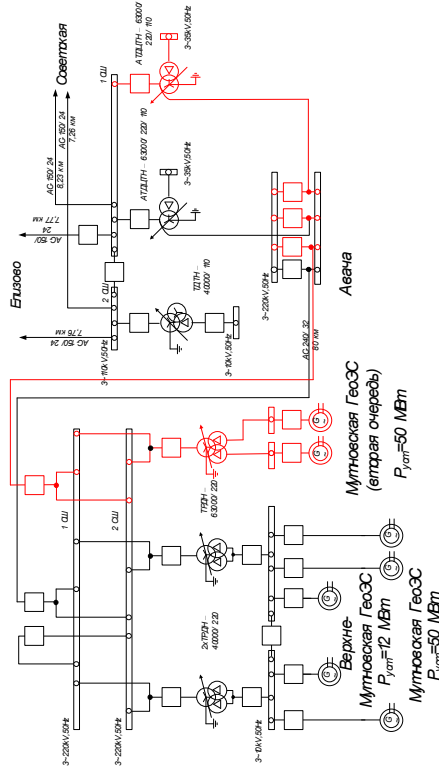 Советская
Елизово
АС-150/ 24
8,23 км
АС-150/ 24
7,26 км
АС-150/
24
7,77 км
АС-150/ 24
7,76 км
1 СШ
2 СШ
3~110kV,50Hz
АТДЦТН –63000/
220/ 110
3~35kV,50Hz
АТДЦТН – 63000/ 220/ 110
3~35kV,50Hz
ТДТН –
40000/ 110
3~10kV,50Hz
3~220kV,50Hz
Авача
АС-240/ 32
80 км
1 СШ
2 СШ
3~220kV,50Hz
3~220kV,50Hz
ТРДН –
63000/ 220
2хТРДН –
40000/ 220
3~10kV,50Hz
G
G
G
G
G
G
G
Мутновская ГеоЭС
(вторая очередь)
Руст=50 МВт
Верхне-
Мутновская ГеоЭС
Руст=12 МВт
Мутновская ГеоЭС
Руст=50 МВт